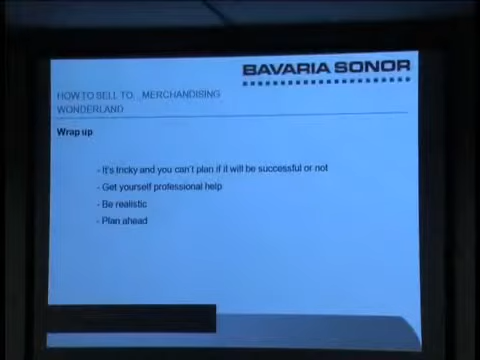 BAVARIA SONOR
HOW TO SELL TO...MERCHANDISING
WONDERLAND
Wrap up
- It's tricky and you can't plan if it will be successful or not
- Get yourself professional help
- Be realistic
- Plan ahead